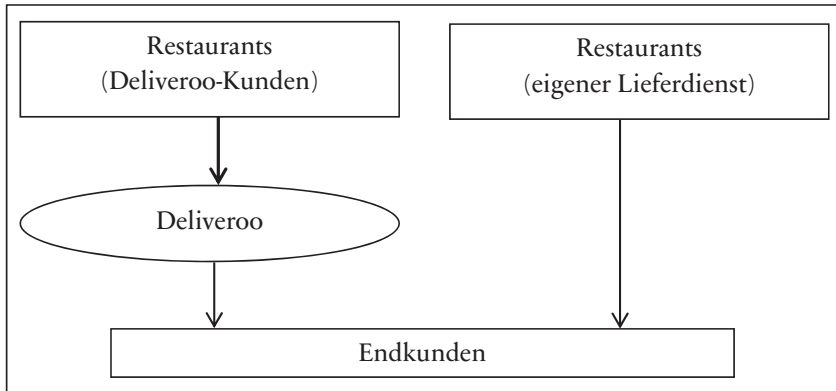 Restaurants
(Deliveroo-Kunden)
Restaurants
(eigener Lieferdienst)
Deliveroo
Endkunden